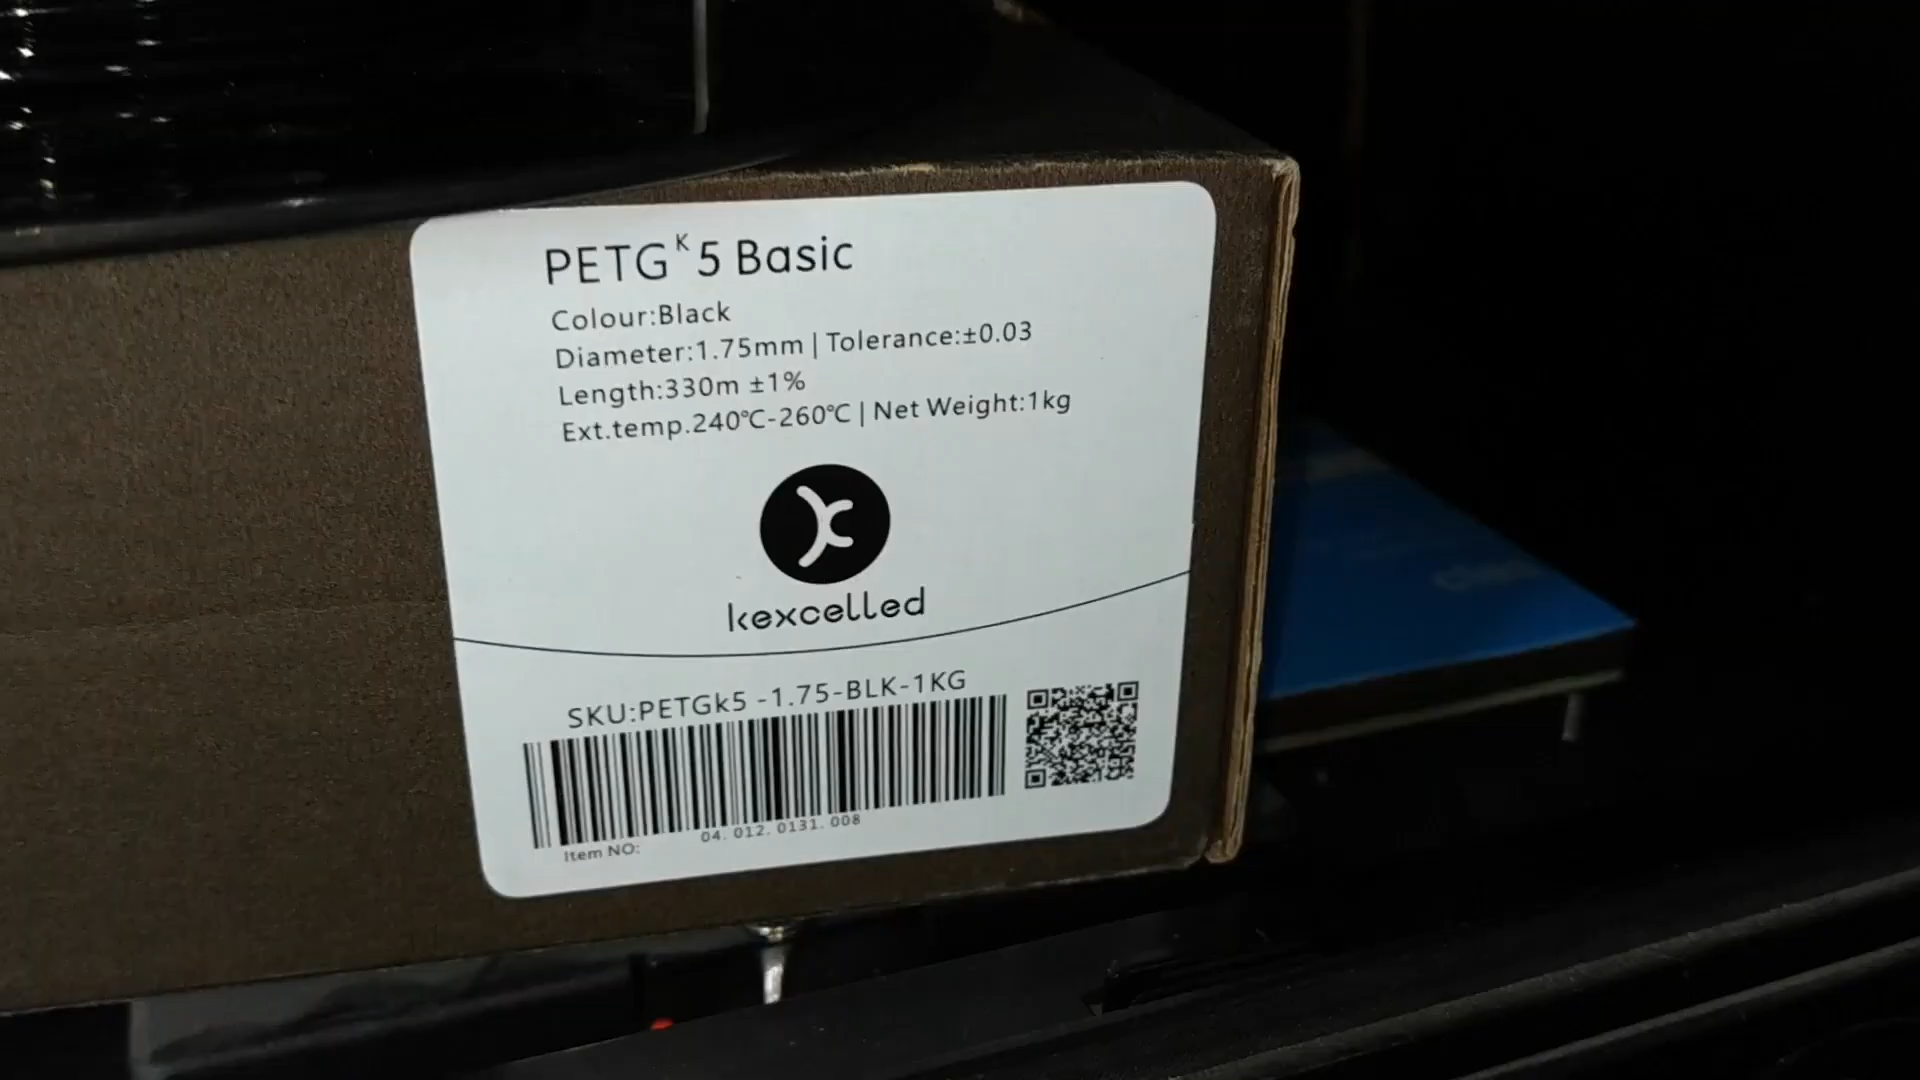 PETG K 5 Basic
Colour:Black
Diameter:1.75mm | Tolerance:±0.03
Length:330m ±1%
Ext.temp.240℃-260℃ | Net Weight:1kg
kexcelled
SKU:PETGk5 -1.75-BLK-1KG
04. 012. 0131. 008
Item NO: